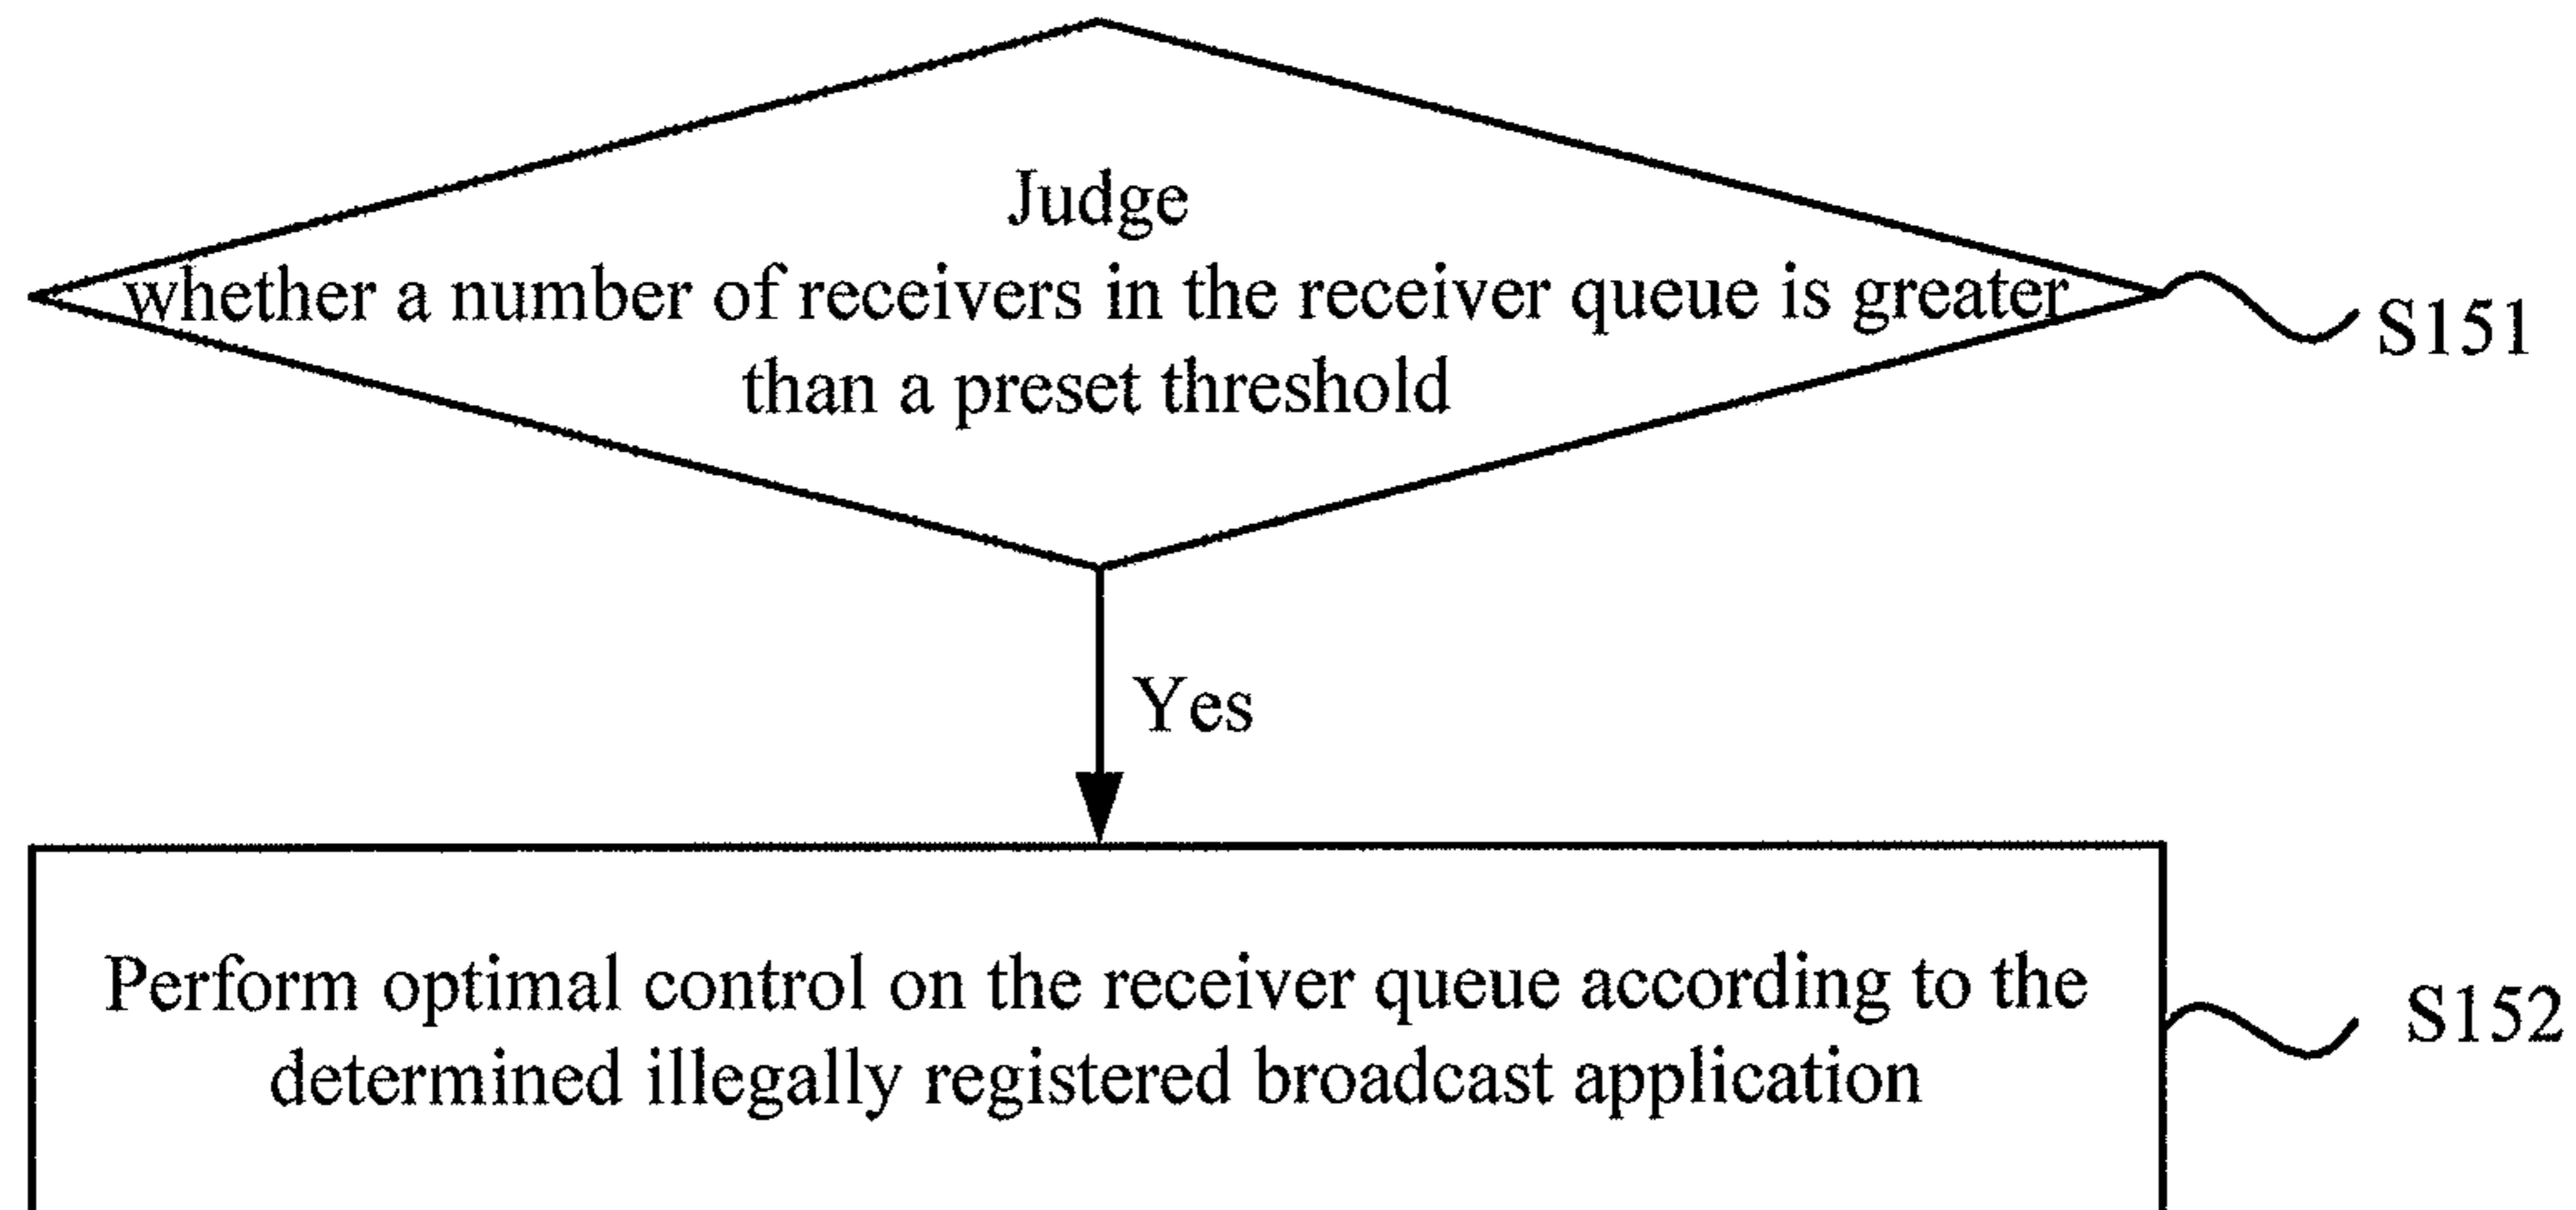 Judge
whether a number of receivers in the receiver queue is greater
than a preset threshold
S151
Yes
Perform optimal control on the receiver queue according to the
determined illegally registered broadcast application
S152